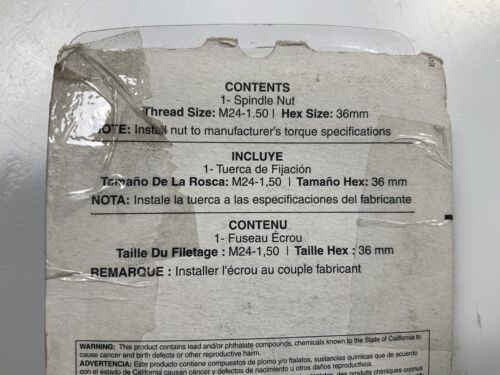 CONTENTS
1- Spindle Nut
Thread Size: M24-1.50 | Hex Size: 36mm
NOTE: Install nut to manufacturer's torque specifications
INCLUYE
1- Tuerca de Fijación
Tamaño De La Rosca: M24-1,50 | Tamaño Hex: 36 mm
NOTA: Instale la tuerca a las especificaciones del fabricante
CONTENU
1- Fuseau Écrou
Taille Du Filetage : M24-1,50 | Taille Hex : 36 mm
REMARQUE : Installer l'écrou au couple fabricant
WARNING: This product contains lead and/or phthalate compounds, chemicals known to the State of California to
cause cancer and birth defects or other reproductive harm.
ADVERTENCIA: Este producto contiene compuestos de plomo y/o ftalatos, sustancias químicas que de acuerdo
con el estado de California causan cáncer y defectos de nacimiento u otros daños reproductivos.
des produits chimiques connus